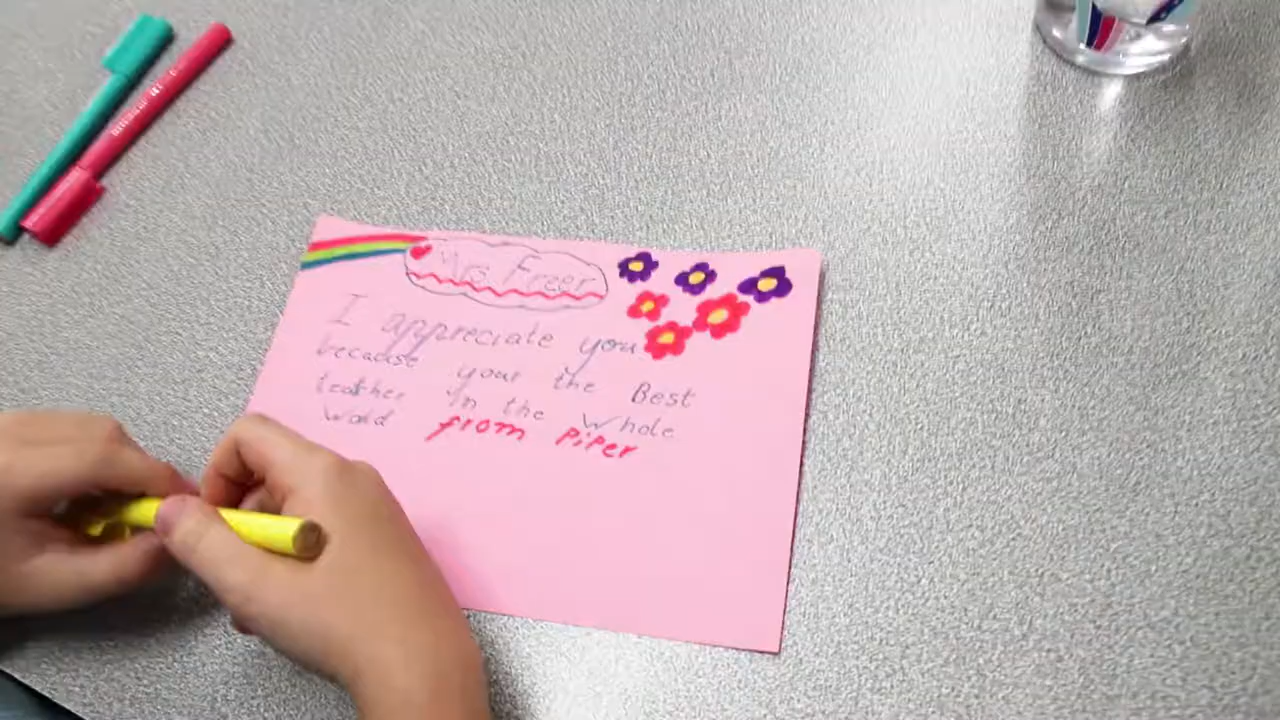 Mrs. Freer
I appreciate you
because your the Best
teacher in the Whole
World from PiPer